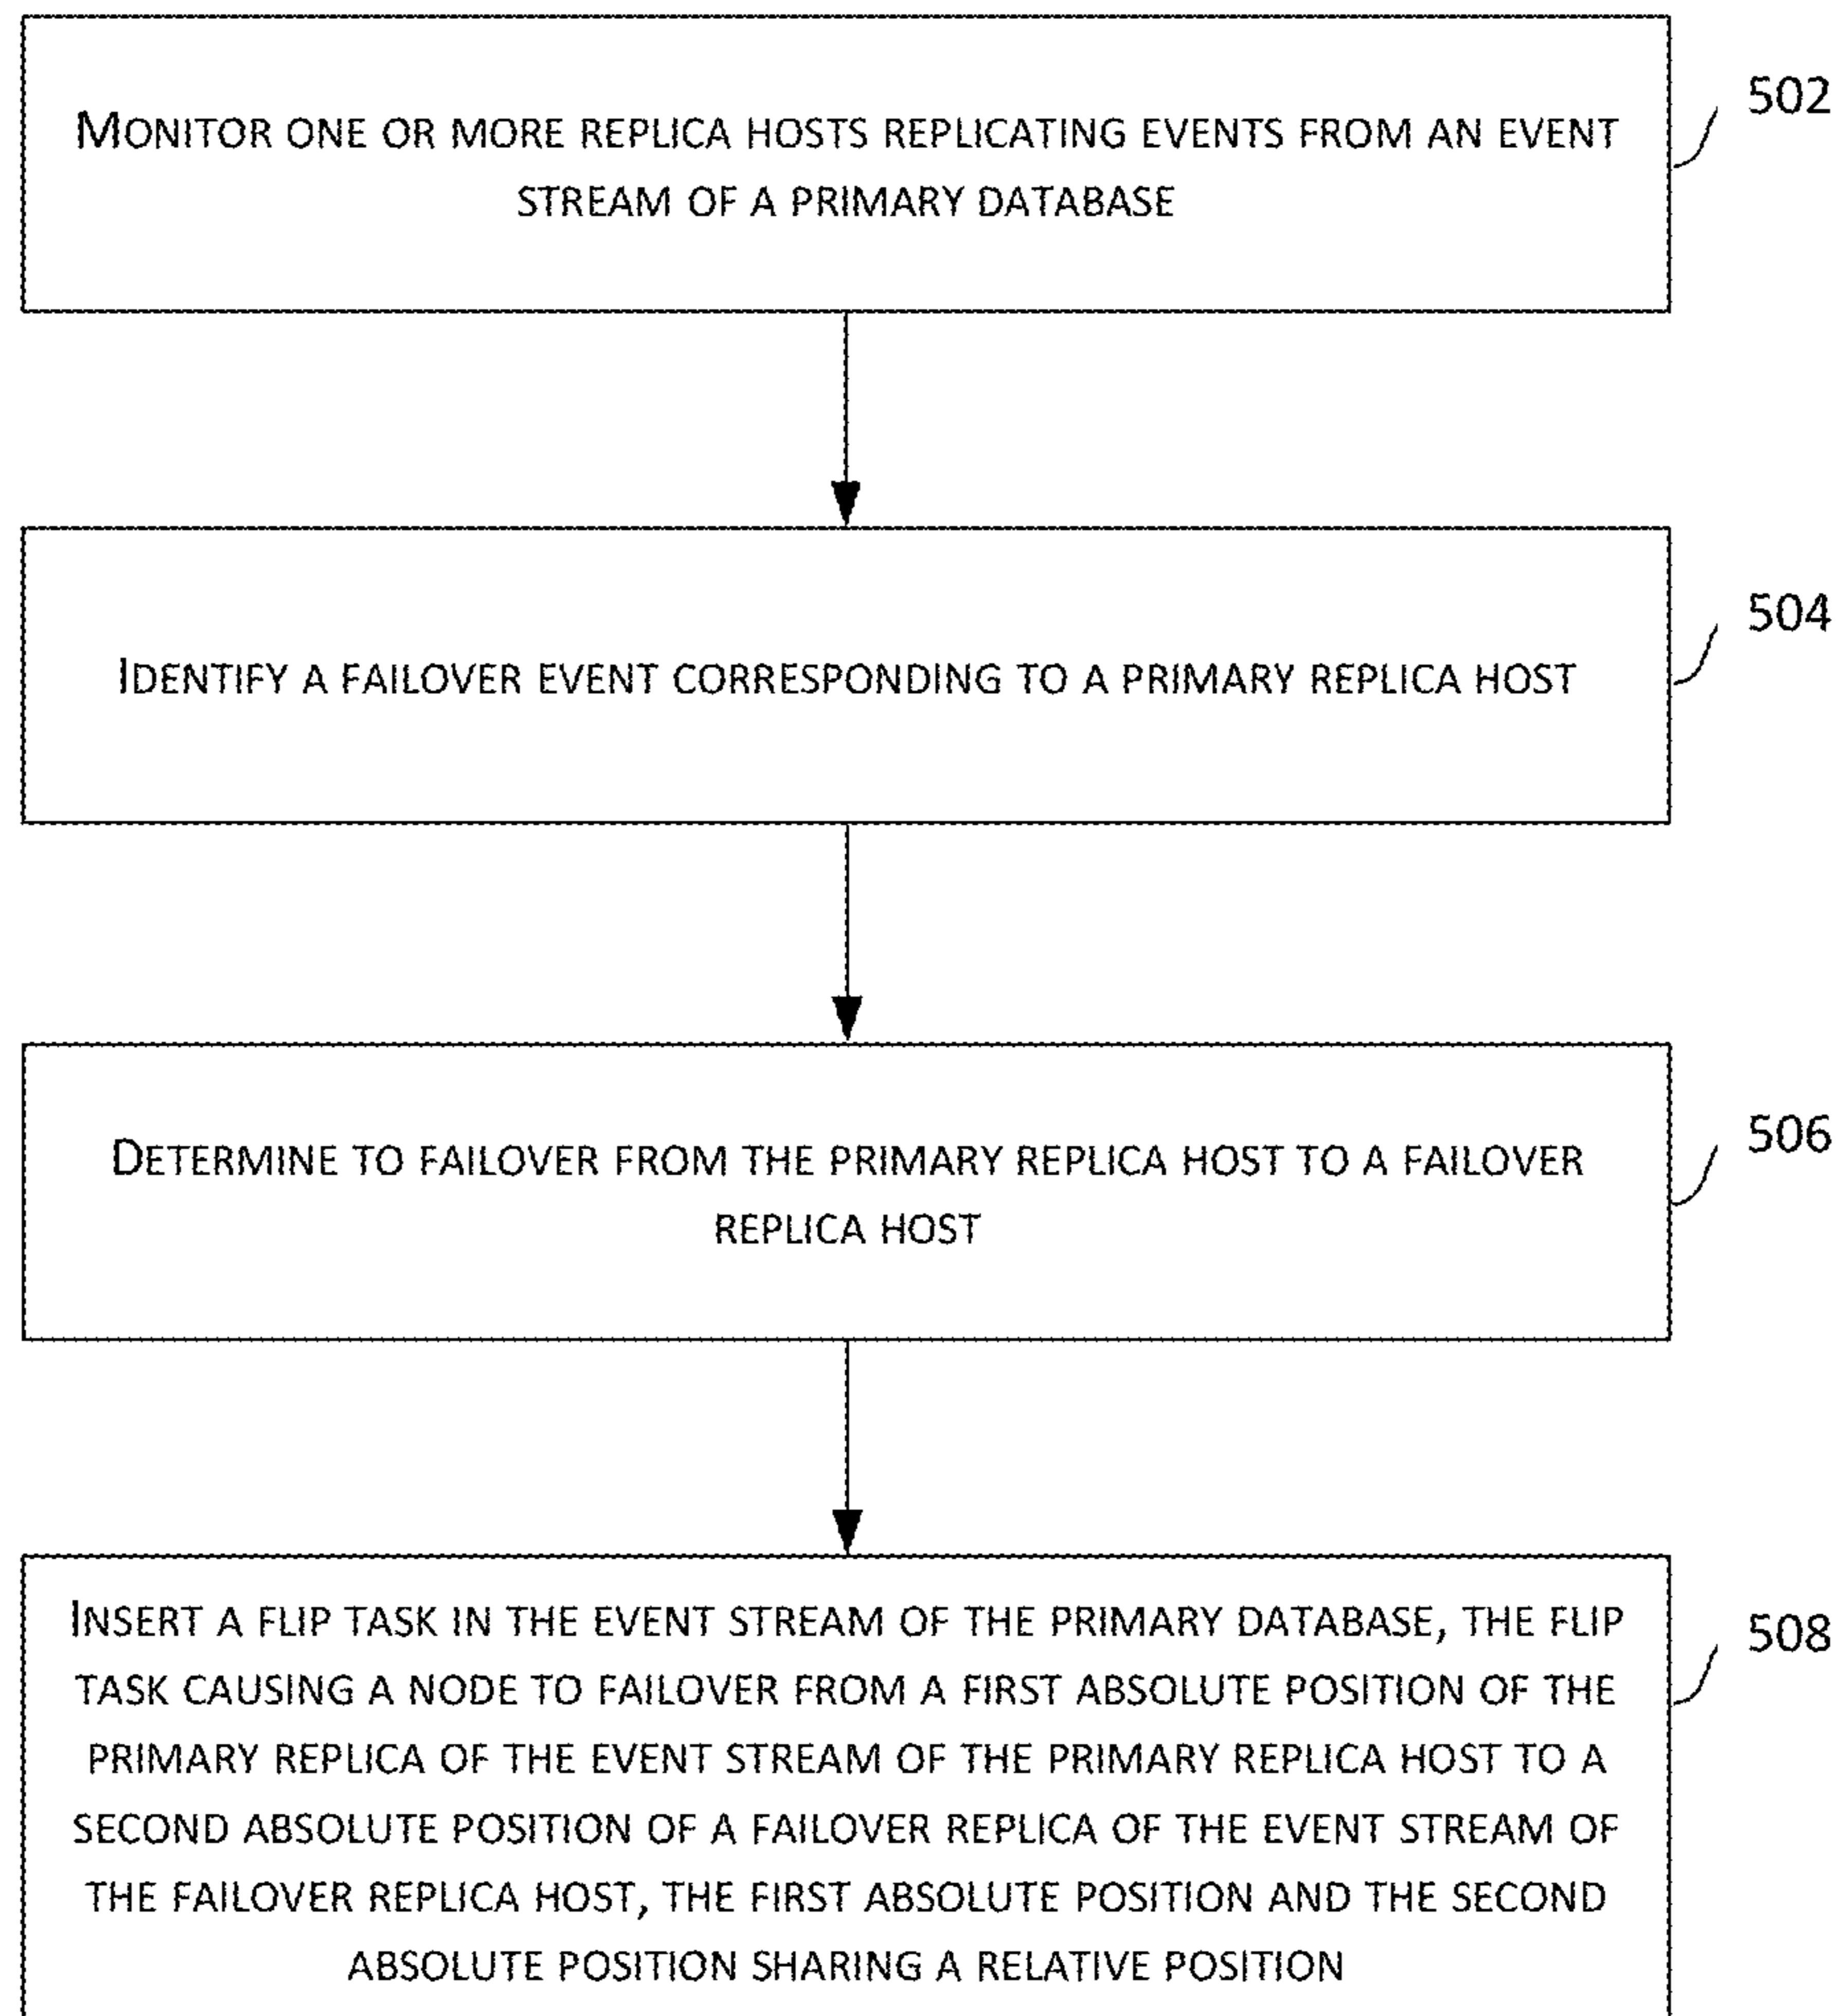 MONITOR ONE OR MORE REPLICA HOSTS REPLICATING EVENTS FROM AN EVENT
STREAM OF A PRIMARY DATABASE
502
IDENTIFY A FAILOVER EVENT CORRESPONDING TO A PRIMARY REPLICA HOST
504
DETERMINE TO FAILOVER FROM THE PRIMARY REPLICA HOST TO A FAILOVER
REPLICA HOST
506
INSERT A FLIP TASK IN THE EVENT STREAM OF THE PRIMARY DATABASE, THE FLIP
TASK CAUSING A NODE TO FAILOVER FROM A FIRST ABSOLUTE POSITION OF THE
PRIMARY REPLICA OF THE EVENT STREAM OF THE PRIMARY REPLICA HOST TO A
SECOND ABSOLUTE POSITION OF A FAILOVER REPLICA OF THE EVENT STREAM OF
THE FAILOVER REPLICA HOST, THE FIRST ABSOLUTE POSITION AND THE SECOND
ABSOLUTE POSITION SHARING A RELATIVE POSITION
508